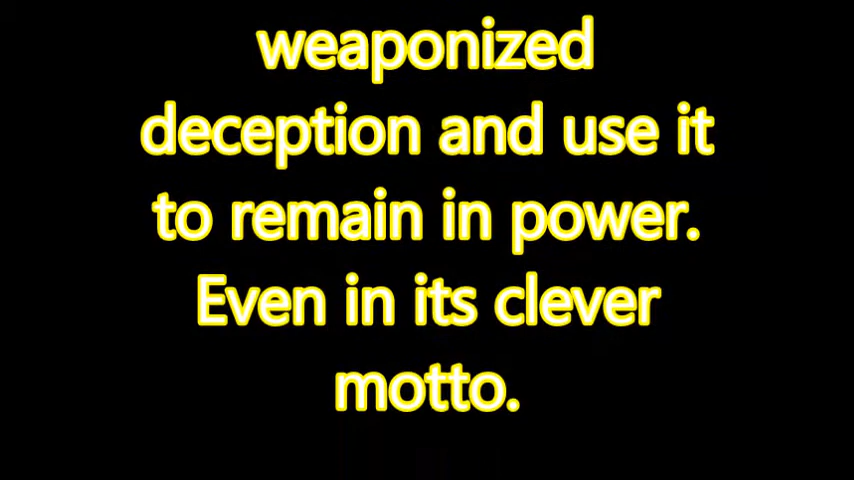 weaponized
deception and use it
to remain in power.
Even in its clever
motto.